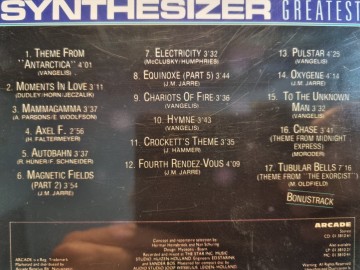 SYNTHESIZER GREATEST
1. Theme From
"Antarctica" 4'01
(VANGELIS)
2. Moments In Love 3'11
(DUDLEY/HORN/JECZALIK)
3. Mammagamma 3'37
(A. PARSONS/E. WOOLFSON)
4. Axel F. 2'56
(H. FALTERMEYER)
5. Autobahn 3'37
(R. HÜTTER/F. SCHNEIDER)
6. Magnetic Fields
(Part 2) 3'54
(J.M. JARRE)
7. Electricity 3'32
(McCLUSKY/HUMPHRIES)
8. Equinoxe (Part 5) 3'44
(J.M. JARRE)
9. Chariots Of Fire 3'36
(VANGELIS)
10. Hymne 3'43
(VANGELIS)
11. Crockett's Theme 3'35
(J. HAMMER)
12. Fourth Rendez-Vous 4'09
(J.M. JARRE)
13. Pulstar 4'25
(VANGELIS)
14. Oxygene 4'14
(J.M. JARRE)
15. To The Unknown
Man 3'32
(VANGELIS)
16. Chase 3'41
(THEME FROM "MIDNIGHT
EXPRESS")
(MORODER)
17. Tubular Bells 7'16
(THEME FROM "THE EXORCIST")
(M. OLDFIELD)
Bonustrack
ARCADE